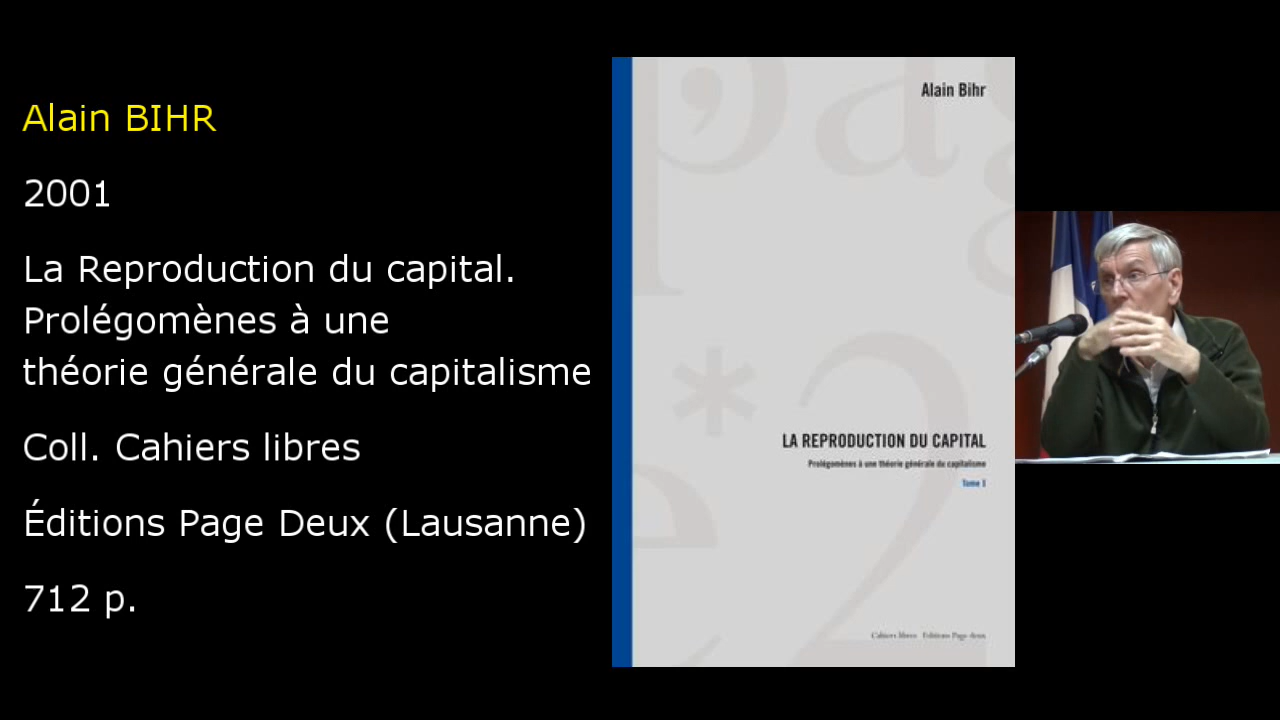 Alain BIHR
2001
La Reproduction du capital.
Prolégomènes à une
théorie générale du capitalisme
Coll. Cahiers libres
Éditions Page Deux (Lausanne)
712 p.
Alain Bihr
LA REPRODUCTION DU CAPITAL
Prolégomènes à une théorie générale du capitalisme
Tome I
Cahiers libres Editions Page deux